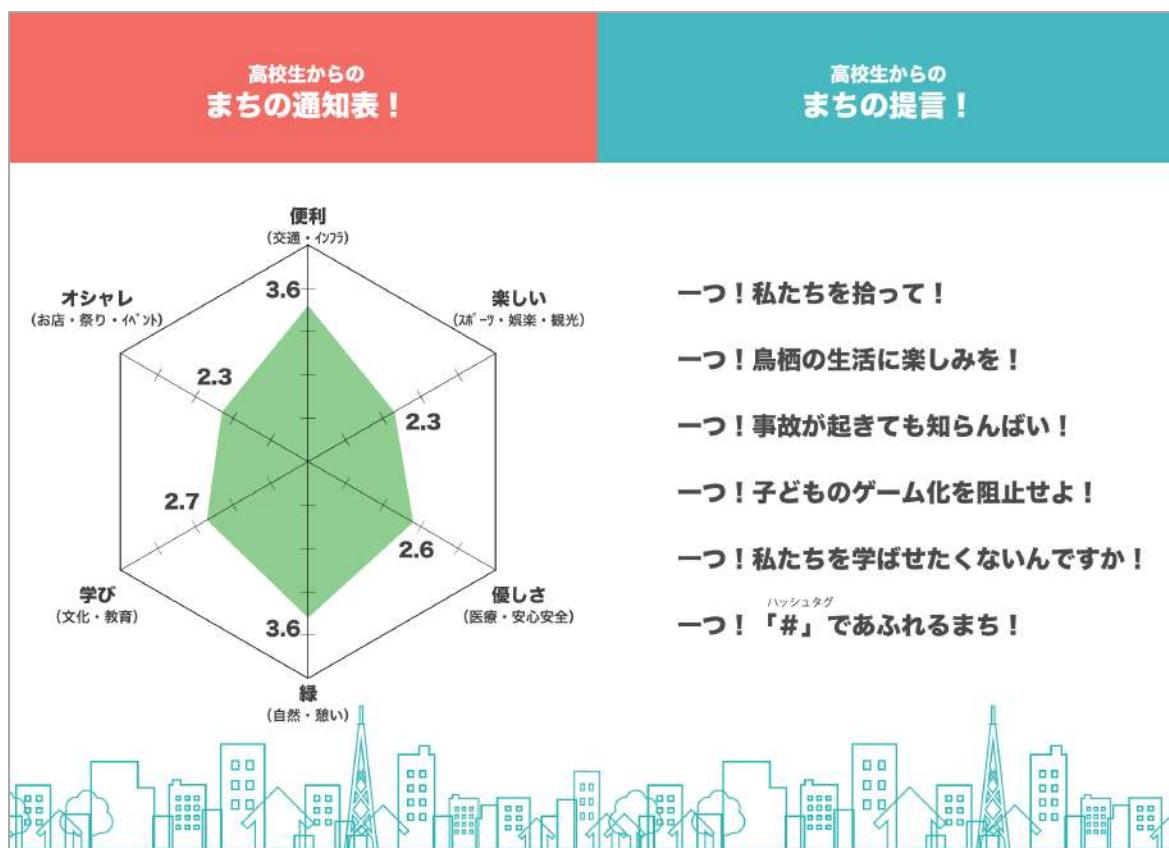 高校生からの
まちの通知表！
高校生からの
まちの提言！
便利
（交通・ｲﾝﾌﾗ）
3.6
楽しい
（ｽﾎﾟｰﾂ・娯楽・観光）
2.3
優しさ
（医療・安心安全）
2.6
緑
（自然・憩い）
3.6
学び
（文化・教育）
2.7
オシャレ
（お店・祭り・ｲﾍﾞﾝﾄ）
2.3
一つ！私たちを拾って！
一つ！鳥栖の生活に楽しみを！
一つ！事故が起きても知らんばい！
一つ！子どものゲーム化を阻止せよ！
一つ！私たちを学ばせたくないんですか！
ハッシュタグ
一つ！「＃」であふれるまち！